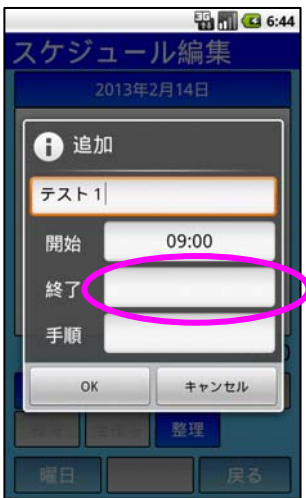 3G 6:44
スケジュール編集
2013年2月14日
追加
テスト1
開始 09:00
終了
手順
OK キャンセル
整理
曜日 戻る